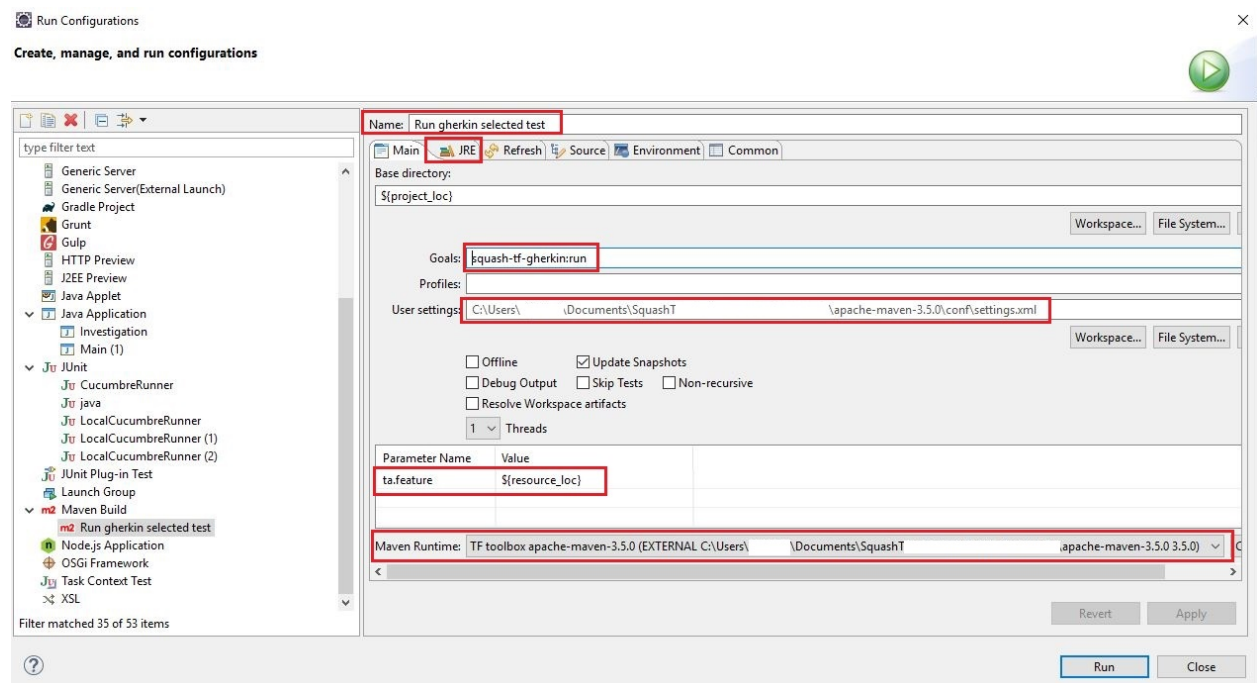 Run Configurations
Create, manage, and run configurations
type filter text
Generic Server
Generic Server(External Launch)
Gradle Project
Grunt
Gulp
HTTP Preview
J2EE Preview
Java Applet
Java Application
Investigation
Main (1)
JUnit
CucumbreRunner
java
LocalCucumbreRunner
LocalCucumbreRunner (1)
LocalCucumbreRunner (2)
JUnit Plug-in Test
Launch Group
Maven Build
Run gherkin selected test
Node.js Application
OSGi Framework
Task Context Test
XSL
Filter matched 35 of 53 items
Name: Run gherkin selected test
Main JRE Refresh Source Environment Common
Base directory:
${project_loc}
Workspace... File System...
Goals: squash-tf-gherkin:run
Profiles:
User settings: C:\Users\ \Documents\SquashT \apache-maven-3.5.0\conf\settings.xml
Workspace... File System...
Offline Update Snapshots
Debug Output Skip Tests Non-recursive
Resolve Workspace artifacts
1 Threads
Parameter Name Value
ta.feature ${resource_loc}
Maven Runtime: TF toolbox apache-maven-3.5.0 (EXTERNAL C:\Users\ \Documents\SquashT apache-maven-3.5.0 3.5.0)
Revert Apply
Run Close